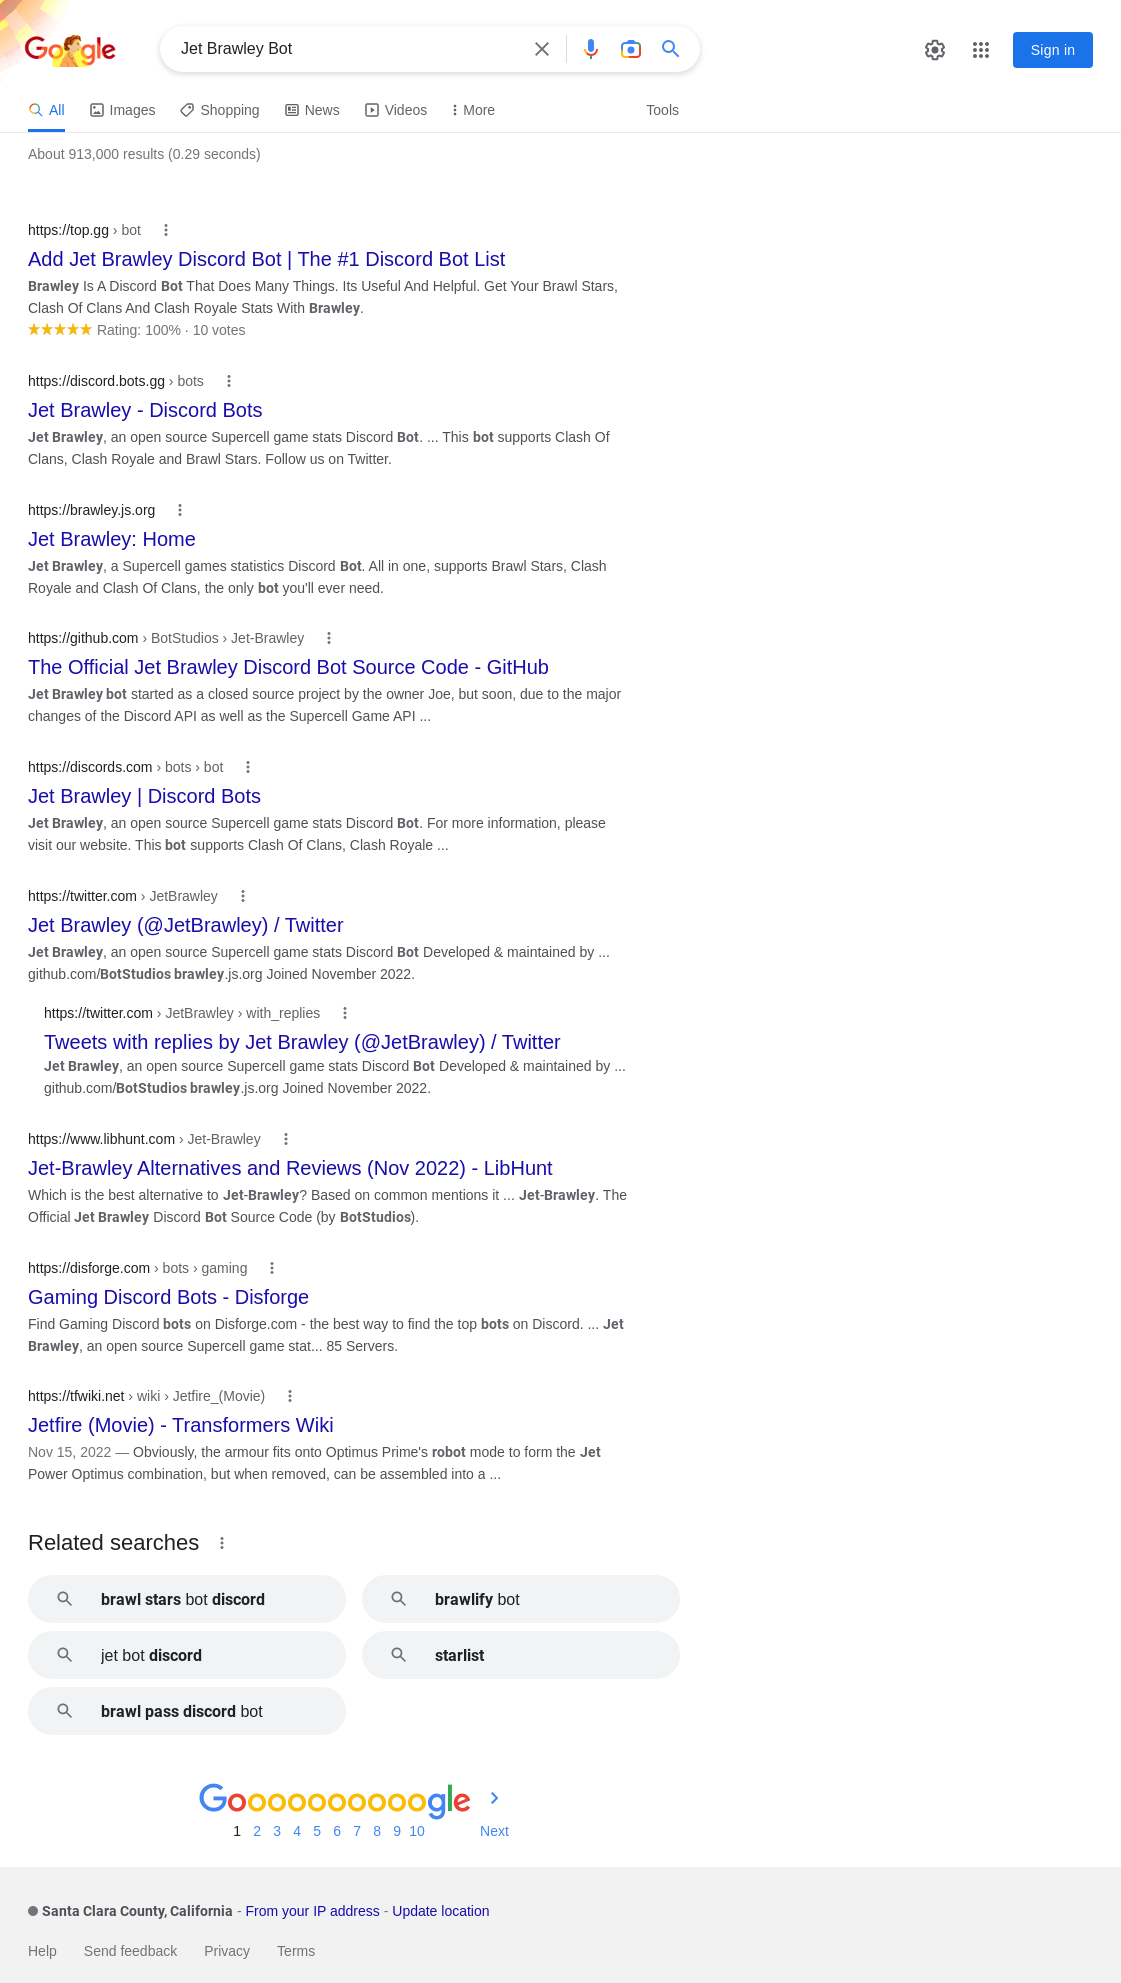 Google
Jet Brawley Bot
Sign in
All Images Shopping News Videos More Tools
About 913,000 results (0.29 seconds)
https://top.gg › bot
Add Jet Brawley Discord Bot | The #1 Discord Bot List
Brawley Is A Discord Bot That Does Many Things. Its Useful And Helpful. Get Your Brawl Stars,
Clash Of Clans And Clash Royale Stats With Brawley.
Rating: 100% · 10 votes
https://discord.bots.gg › bots
Jet Brawley - Discord Bots
Jet Brawley, an open source Supercell game stats Discord Bot. ... This bot supports Clash Of
Clans, Clash Royale and Brawl Stars. Follow us on Twitter.
https://brawley.js.org
Jet Brawley: Home
Jet Brawley, a Supercell games statistics Discord Bot. All in one, supports Brawl Stars, Clash
Royale and Clash Of Clans, the only bot you'll ever need.
https://github.com › BotStudios › Jet-Brawley
The Official Jet Brawley Discord Bot Source Code - GitHub
Jet Brawley bot started as a closed source project by the owner Joe, but soon, due to the major
changes of the Discord API as well as the Supercell Game API ...
https://discords.com › bots › bot
Jet Brawley | Discord Bots
Jet Brawley, an open source Supercell game stats Discord Bot. For more information, please
visit our website. This bot supports Clash Of Clans, Clash Royale ...
https://twitter.com › JetBrawley
Jet Brawley (@JetBrawley) / Twitter
Jet Brawley, an open source Supercell game stats Discord Bot Developed & maintained by ...
github.com/BotStudios brawley.js.org Joined November 2022.
https://twitter.com › JetBrawley › with_replies
Tweets with replies by Jet Brawley (@JetBrawley) / Twitter
Jet Brawley, an open source Supercell game stats Discord Bot Developed & maintained by ...
github.com/BotStudios brawley.js.org Joined November 2022.
https://www.libhunt.com › Jet-Brawley
Jet-Brawley Alternatives and Reviews (Nov 2022) - LibHunt
Which is the best alternative to Jet-Brawley? Based on common mentions it ... Jet-Brawley. The
Official Jet Brawley Discord Bot Source Code (by BotStudios).
https://disforge.com › bots › gaming
Gaming Discord Bots - Disforge
Find Gaming Discord bots on Disforge.com - the best way to find the top bots on Discord. ... Jet
Brawley, an open source Supercell game stat... 85 Servers.
https://tfwiki.net › wiki › Jetfire_(Movie)
Jetfire (Movie) - Transformers Wiki
Nov 15, 2022 — Obviously, the armour fits onto Optimus Prime's robot mode to form the Jet
Power Optimus combination, but when removed, can be assembled into a ...
Related searches
brawl stars bot discord
brawlify bot
jet bot discord
starlist
brawl pass discord bot
Goooooooooogle
1 2 3 4 5 6 7 8 9 10 Next
Santa Clara County, California - From your IP address - Update location
Help Send feedback Privacy Terms